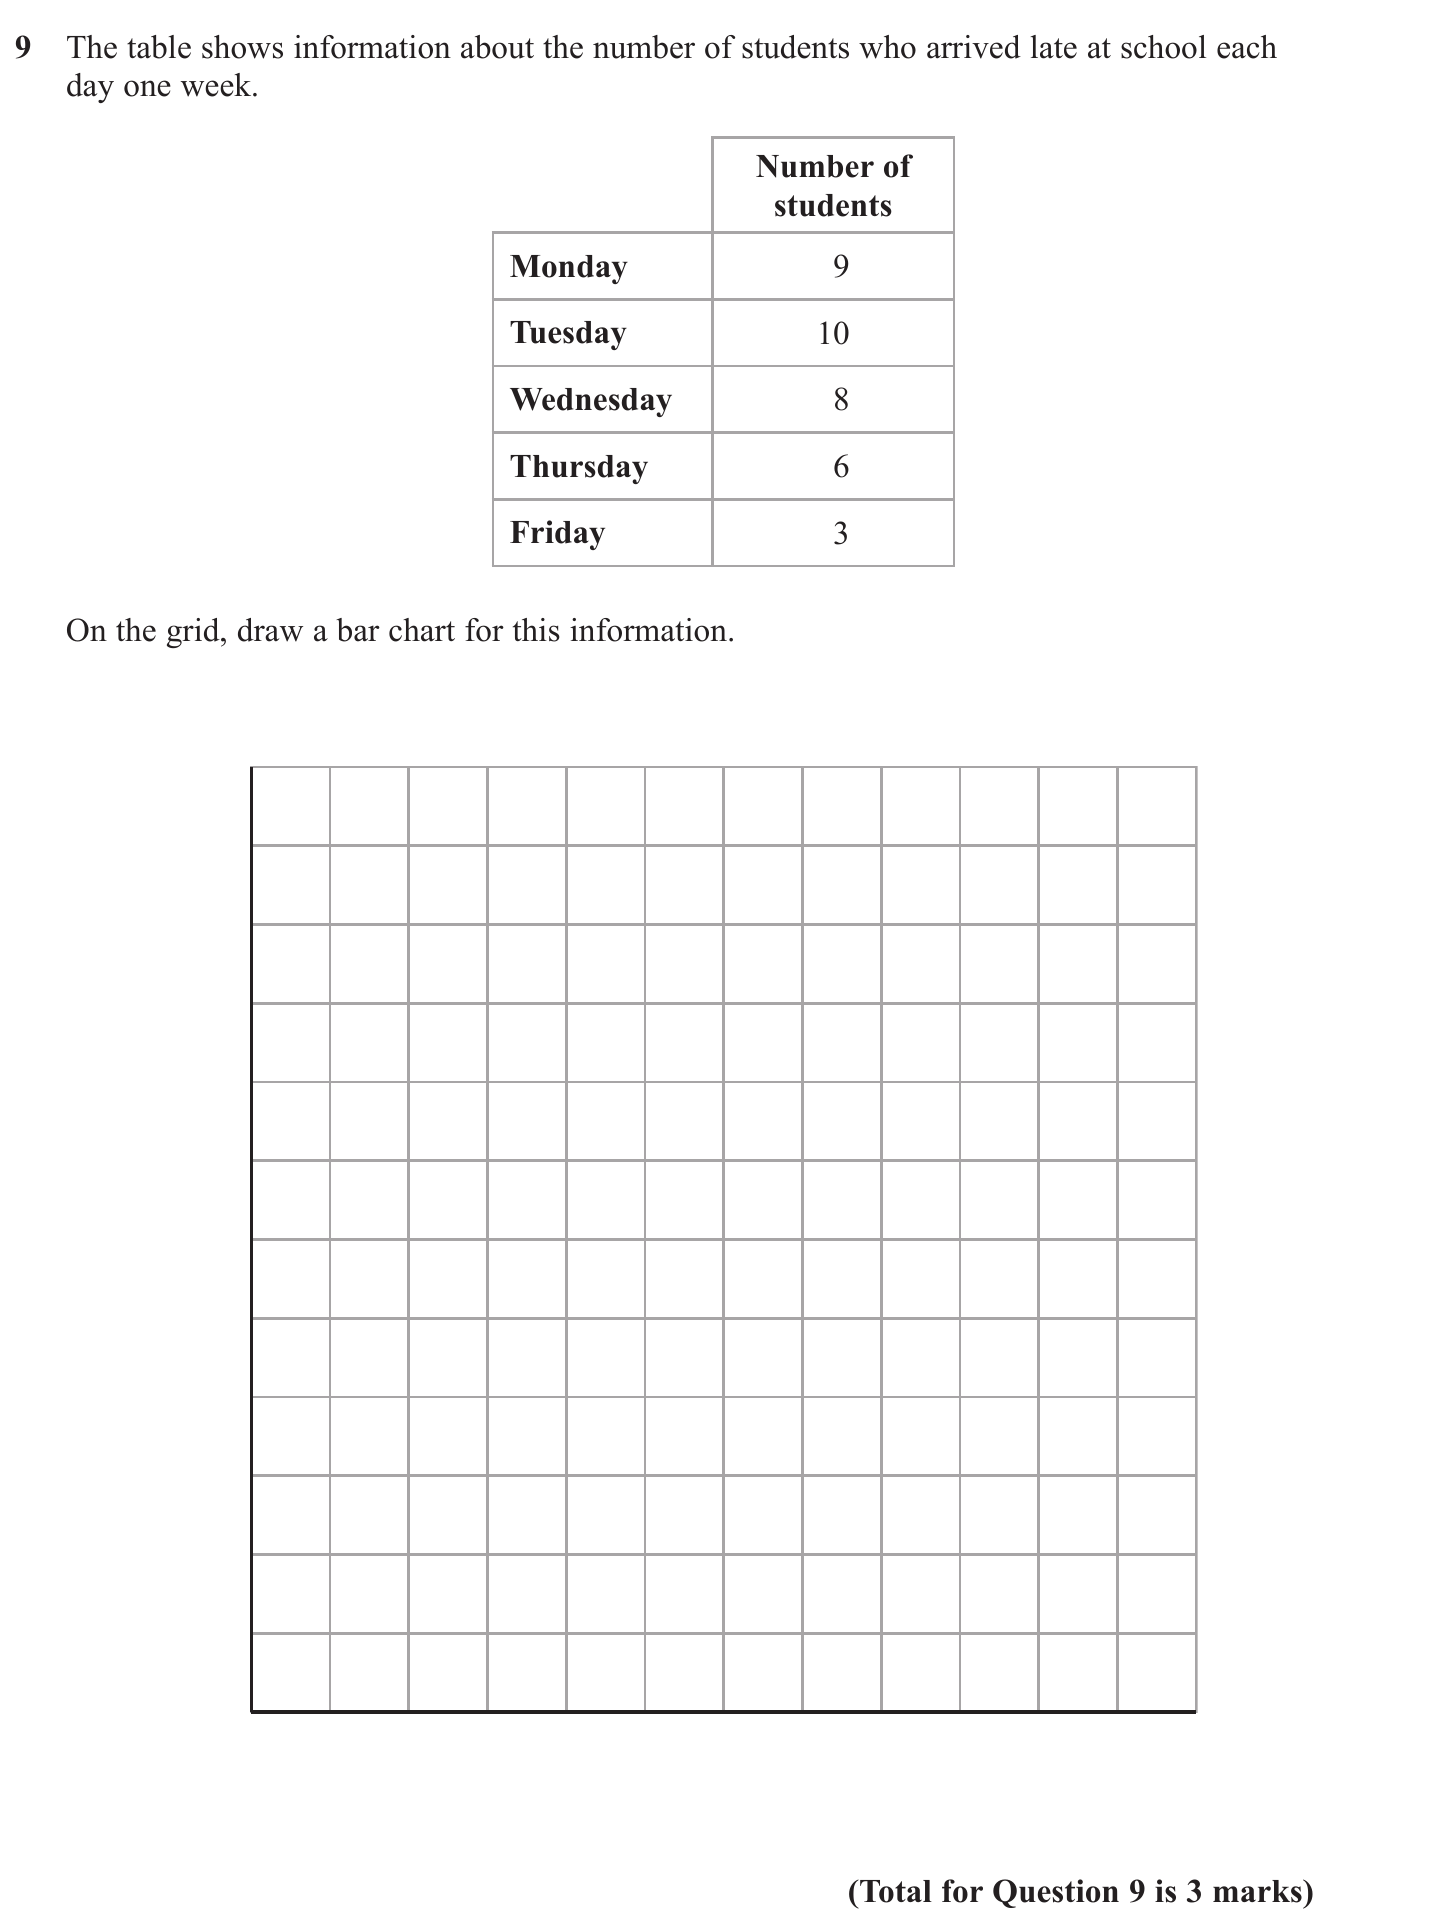 9 The table shows information about the number of students who arrived late at school each
day one week.
Number of
students
Monday 9
Tuesday 10
Wednesday 8
Thursday 6
Friday 3
On the grid, draw a bar chart for this information.
(Total for Question 9 is 3 marks)